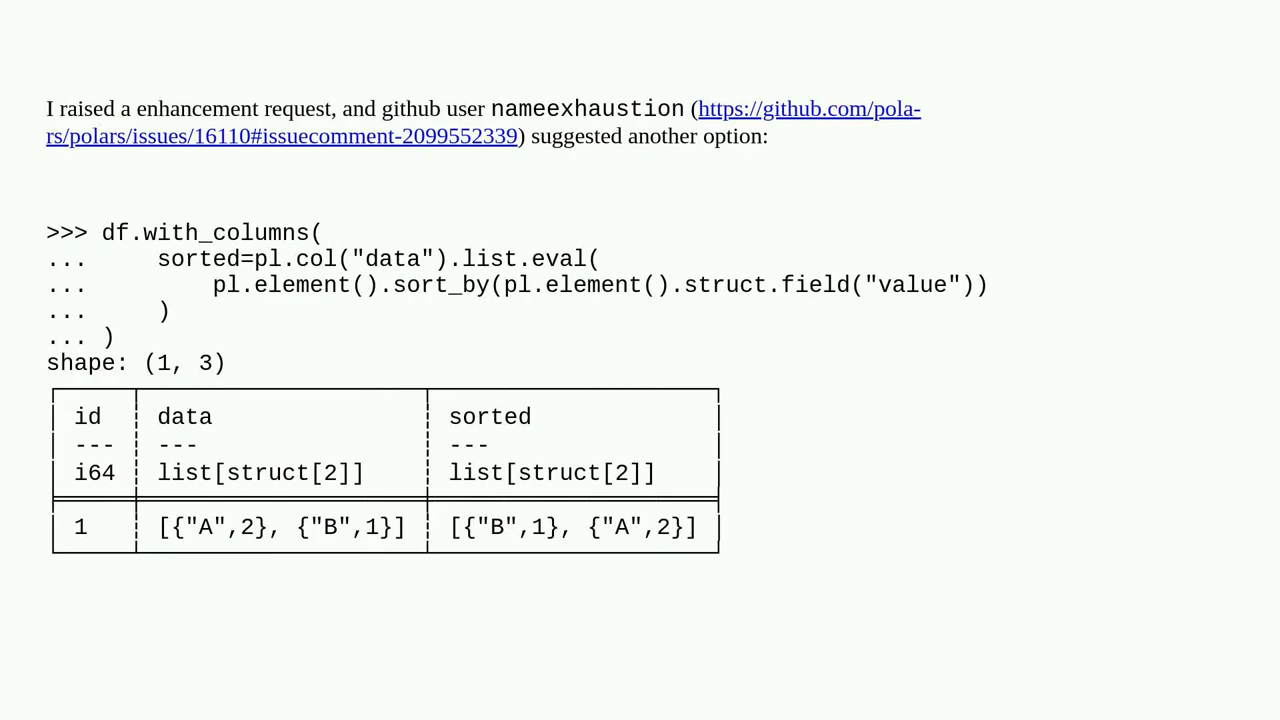 I raised a enhancement request, and github user nameexhaustion (https://github.com/pola-
rs/polars/issues/16110#issuecomment-2099552339) suggested another option:
>>> df.with_columns(
...     sorted=pl.col("data").list.eval(
...         pl.element().sort_by(pl.element().struct.field("value"))
...     )
... )
shape: (1, 3)
┌─────┬────────────────────┬────────────────────┐
│ id  ┆ data               ┆ sorted             │
│ --- ┆ ---                ┆ ---                │
│ i64 ┆ list[struct[2]]    ┆ list[struct[2]]    │
╞═════╪════════════════════╪════════════════════╡
│ 1   ┆ [{"A",2}, {"B",1}] ┆ [{"B",1}, {"A",2}] │
└─────┴────────────────────┴────────────────────┘